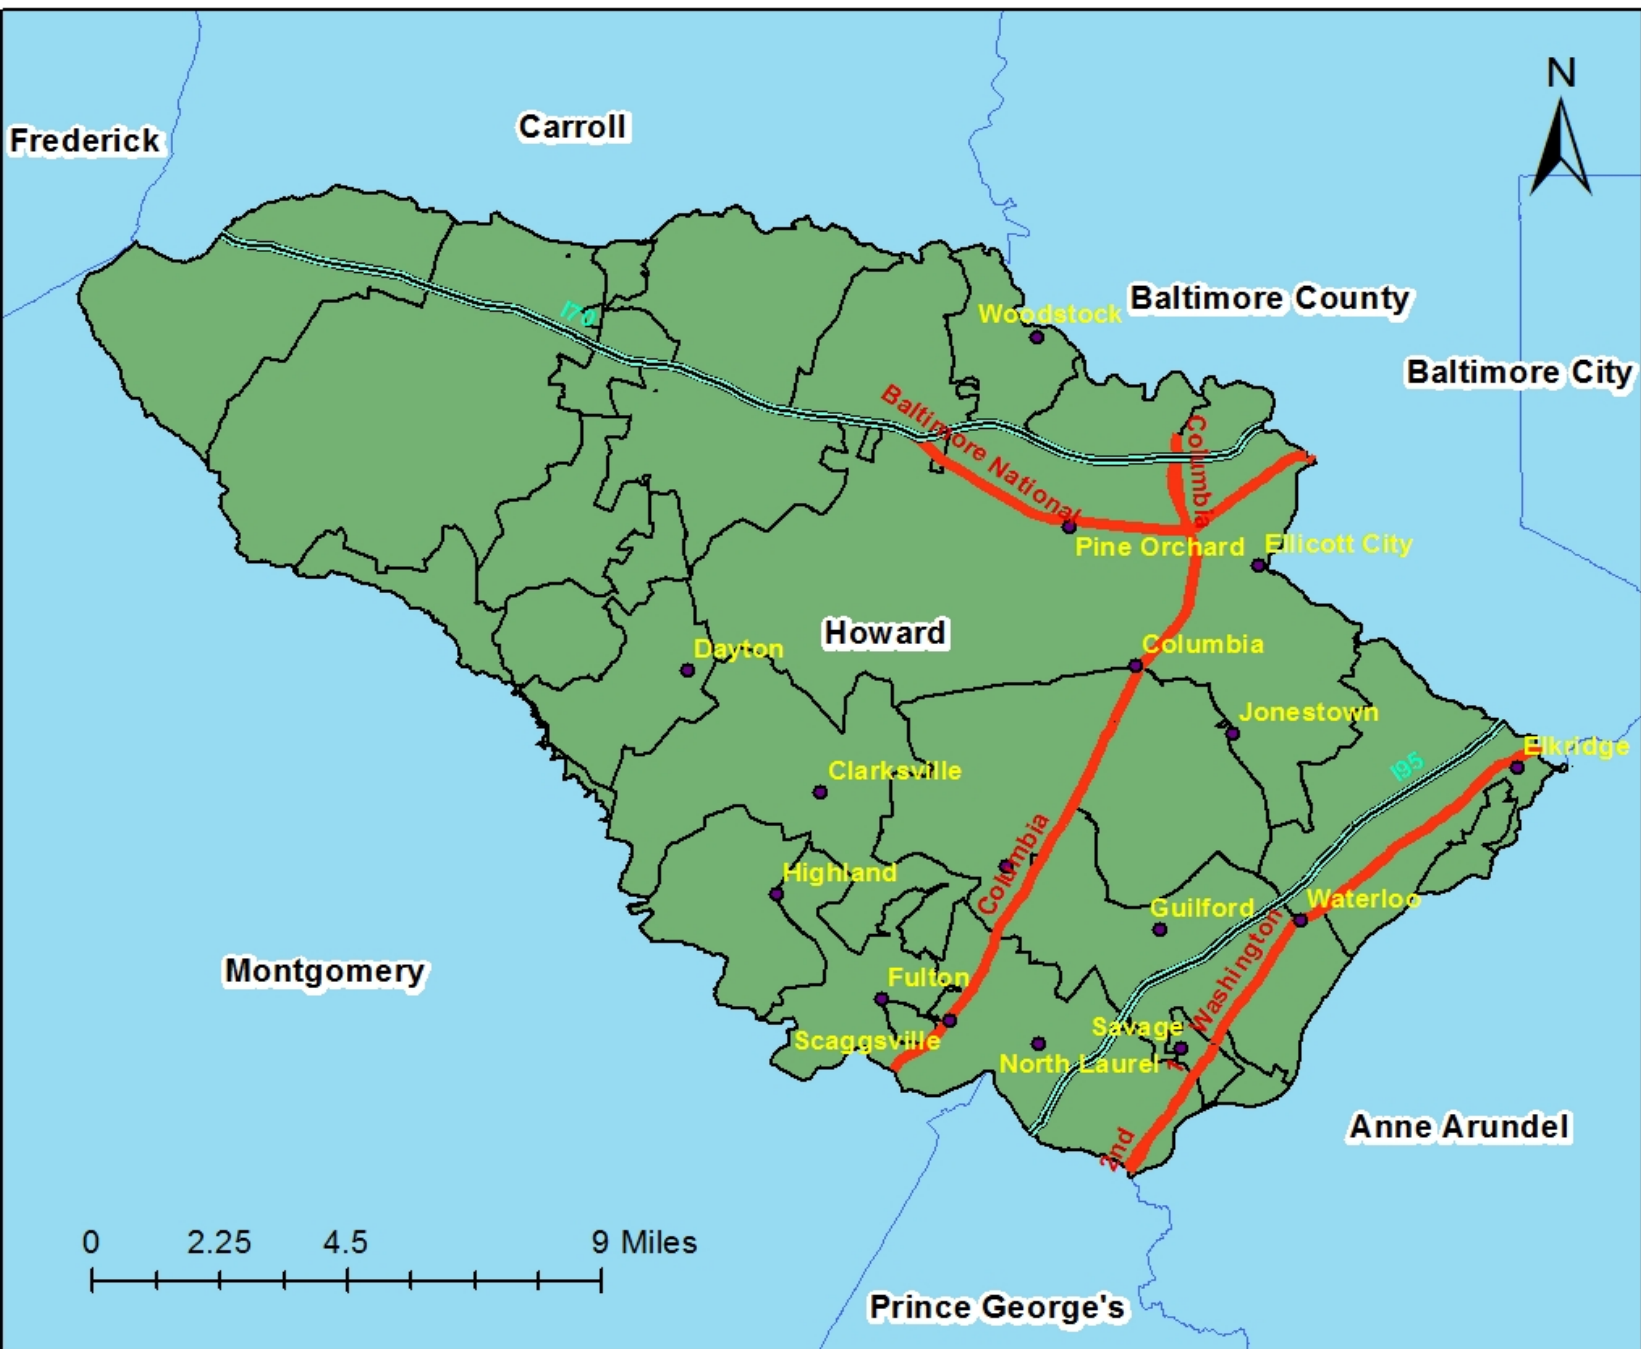 N
Carroll
Frederick
Baltimore County
Woodstock
I70
Baltimore City
Baltimore National
Columbia
Pine Orchard
Ellicott City
Howard
Columbia
Dayton
Jonestown
Elkridge
I95
Clarksville
Columbia
Highland
Waterloo
Guilford
Washington
Montgomery
Fulton
Savage
Scaggsville
North Laurel
1
2nd
Anne Arundel
0 2.25 4.5 9 Miles
Prince George's